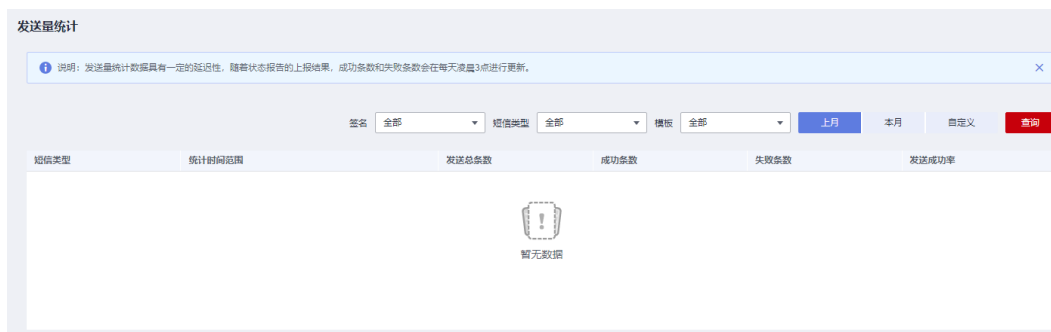 发送量统计
说明：发送量统计数据具有一定的延迟性，随着状态报告的上报结果，成功条数和失败条数会在每天凌晨3点进行更新。
签名 全部 短信类型 全部 模板 全部 上月 本月 自定义 查询
短信类型 统计时间范围 发送总条数 成功条数 失败条数 发送成功率
暂无数据